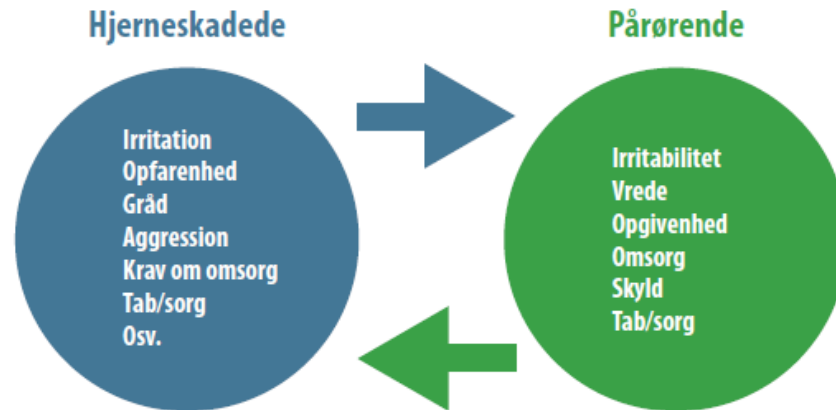 Hjerneskadede
Irritation
Opfarenhed
Gråd
Aggression
Krav om omsorg
Tab/sorg
Osv.
Pårørende
Irritabilitet
Vrede
Opgivenhed
Omsorg
Skyld
Tab/sorg